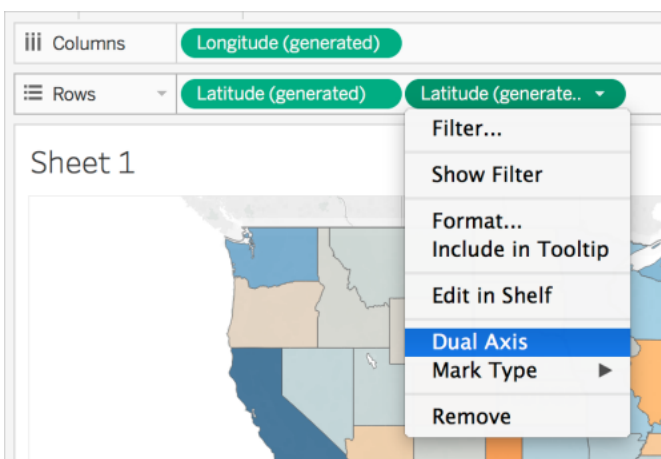 Columns
Longitude (generated)
Rows
Latitude (generated)
Latitude (generate..
Sheet 1
Filter...
Show Filter
Format...
Include in Tooltip
Edit in Shelf
Dual Axis
Mark Type
Remove